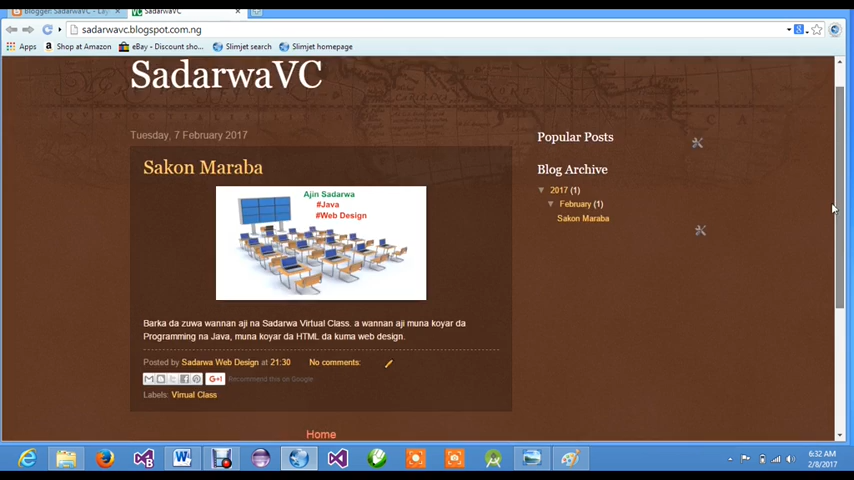 Blogger: SadarwaVC - Lay
SadarwaVC
sadarwavc.blogspot.com.ng
Apps
Shop at Amazon
eBay - Discount sho...
Slimjet search
Slimjet homepage
SadarwaVC
Tuesday, 7 February 2017
Sakon Maraba
Ajin Sadarwa
#Java
#Web Design
Barka da zuwa wannan aji na Sadarwa Virtual Class. a wannan aji muna koyar da
Programming na Java, muna koyar da HTML da kuma web design.
Posted by Sadarwa Web Design at 21:30 No comments:
G+1 Recommend this on Google
Labels: Virrual Class
Home
Popular Posts
Blog Archive
▼ 2017 (1)
▼ February (1)
Sakon Maraba
6:32 AM
2/8/2017